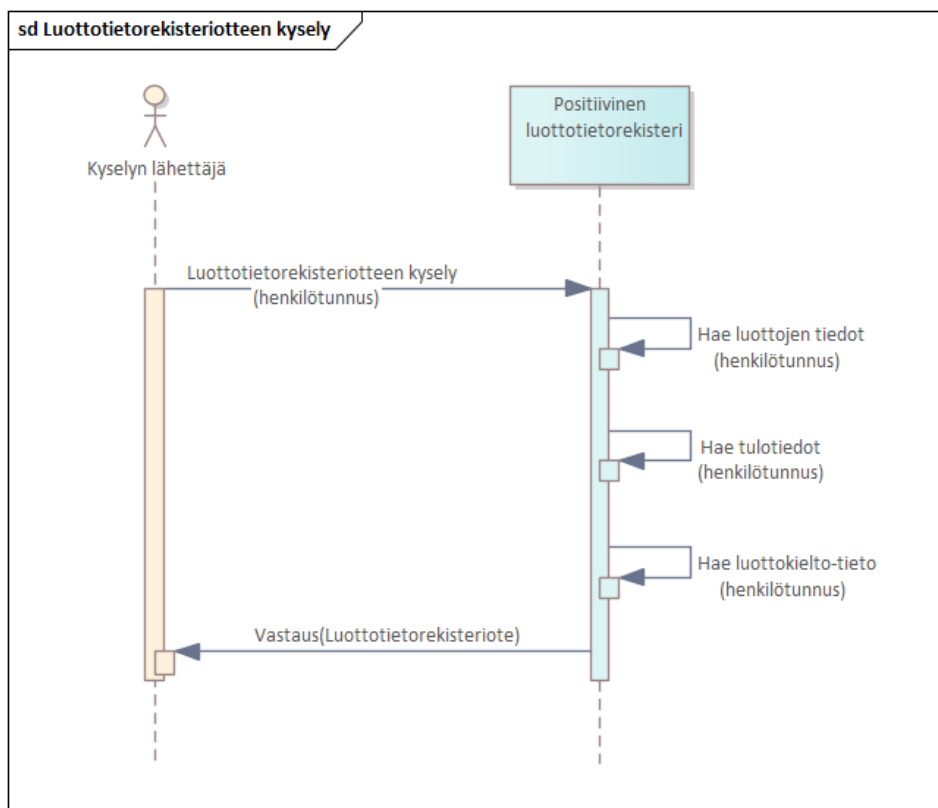 sd Luottotietorekisteriotteen kysely
Kyselyn lähettäjä
Positiivinen
luottotietorekisteri
Luottotietorekisteriotteen kysely
(henkilötunnus)
Hae luottojen tiedot
(henkilötunnus)
Hae tulotiedot
(henkilötunnus)
Hae luottokielto-tieto
(henkilötunnus)
Vastaus(Luottotietorekisteriote)